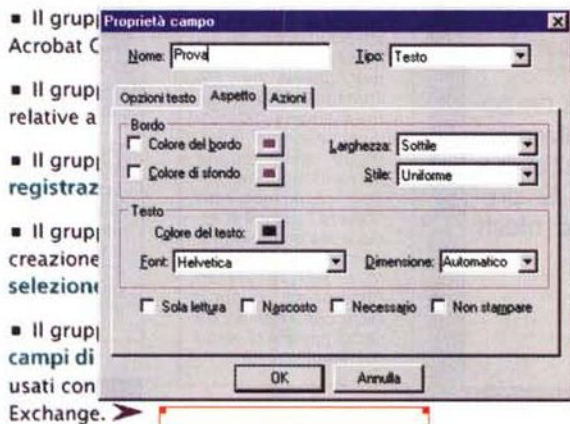 ■ Il grupp
Acrobat C
■ Il grupp
relative a
■ Il grupp
registraz
■ Il grupp
creazione
selezione
■ Il grupp
campi di
usati con
Exchange. ➤
Proprietà campo
Nome: Prova Tipo: Testo
Opzioni testo Aspetto Azioni
Bordo
Colore del bordo Larghezza: Sottile
Colore di sfondo Stile: Uniforme
Testo
Colore del testo:
Font: Helvetica Dimensione: Automatico
Sola lettura Nascosto Necessario Non stampare
OK Annulla